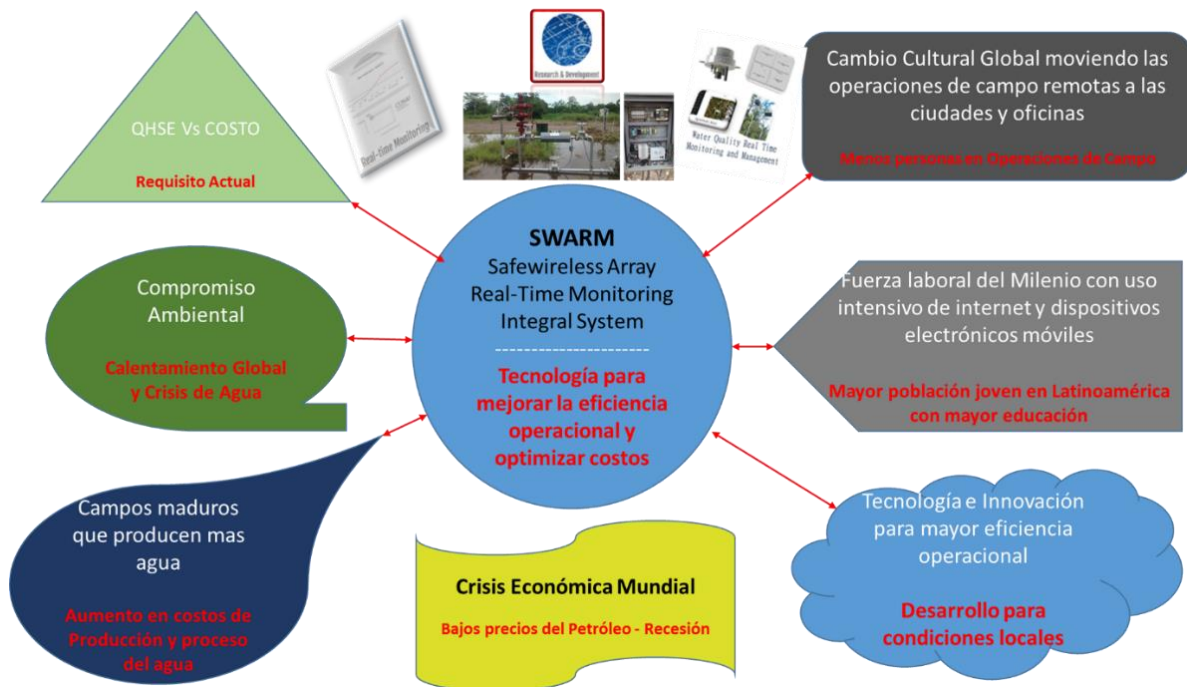 QHSE Vs COSTO
Requisito Actual
Real-time Monitoring
Research & Development
Water Quality Real Time
Monitoring and Management
Cambio Cultural Global moviendo las
operaciones de campo remotas a las
ciudades y oficinas
Menos personas en Operaciones de Campo
SWARM
Safewireless Array
Real-Time Monitoring
Integral System
----------------------
Tecnología para
mejorar la eficiencia
operacional y
optimizar costos
Compromiso
Ambiental
Calentamiento Global
y Crisis de Agua
Fuerza laboral del Milenio con uso
intensivo de internet y dispositivos
electrónicos móviles
Mayor población joven en Latinoamérica
con mayor educación
Campos maduros
que producen mas
agua
Aumento en costos de
Producción y proceso
del agua
Crisis Económica Mundial
Bajos precios del Petróleo - Recesión
Tecnología e Innovación
para mayor eficiencia
operacional
Desarrollo para
condiciones locales